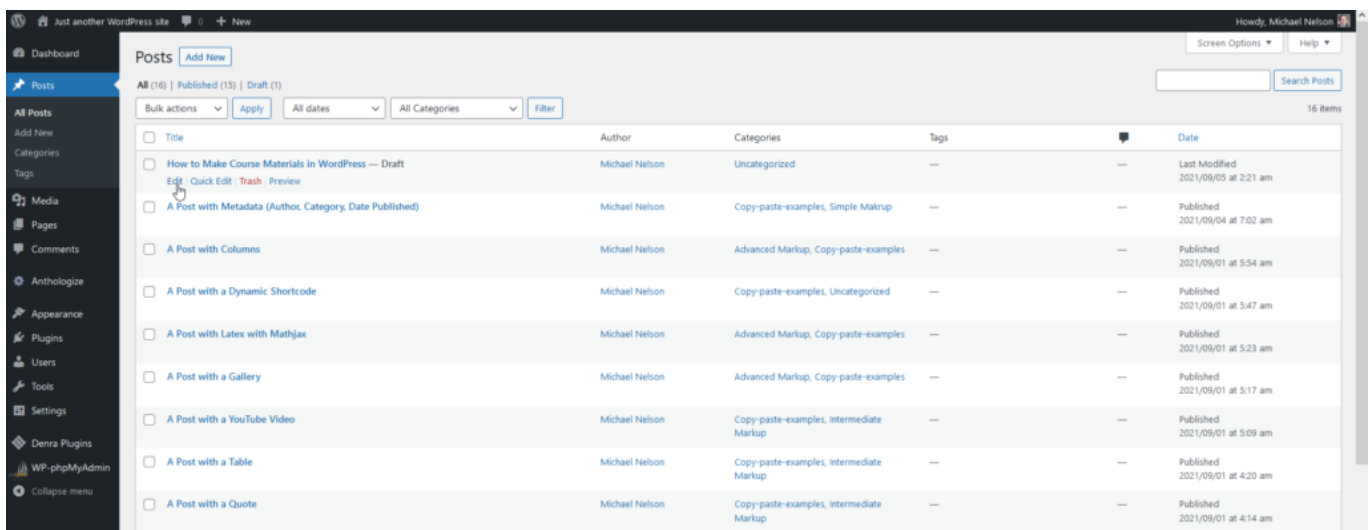 Just another WordPress site 0 + New Howdy, Michael Nelson
Screen Options ▼ Help ▼
Dashboard
Posts
All Posts
Add New
Categories
Tags
Media
Pages
Comments
Anthologize
Appearance
Plugins
Users
Tools
Settings
Denra Plugins
WP-phpMyAdmin
Collapse menu
Posts Add New
All (16) | Published (15) | Draft (1)
Search Posts
Bulk actions Apply All dates All Categories Filter 16 items
Title Author Categories Tags Date
How to Make Course Materials in WordPress — Draft Michael Nelson Uncategorized — — Last Modified
Edit | Quick Edit | Trash | Preview 2021/09/05 at 2:21 am
A Post with Metadata (Author, Category, Date Published) Michael Nelson Copy-paste-examples, Simple Makrup — — Published
2021/09/04 at 7:02 am
A Post with Columns Michael Nelson Advanced Markup, Copy-paste-examples — — Published
2021/09/01 at 5:54 am
A Post with a Dynamic Shortcode Michael Nelson Copy-paste-examples, Uncategorized — — Published
2021/09/01 at 5:47 am
A Post with Latex with Mathjax Michael Nelson Advanced Markup, Copy-paste-examples — — Published
2021/09/01 at 5:23 am
A Post with a Gallery Michael Nelson Advanced Markup, Copy-paste-examples — — Published
2021/09/01 at 5:17 am
A Post with a YouTube Video Michael Nelson Copy-paste-examples, Intermediate — — Published
Markup 2021/09/01 at 5:09 am
A Post with a Table Michael Nelson Copy-paste-examples, Intermediate — — Published
Markup 2021/09/01 at 4:20 am
A Post with a Quote Michael Nelson Copy-paste-examples, Intermediate — — Published
Markup 2021/09/01 at 4:14 am